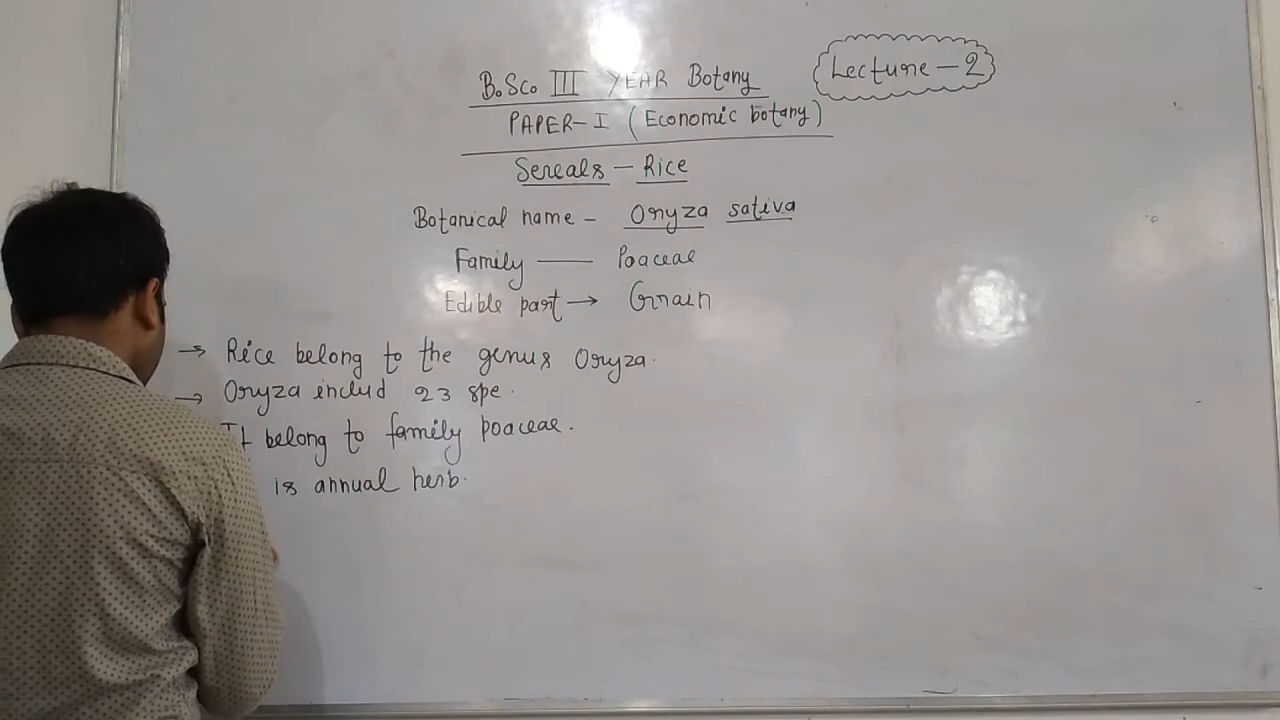 B.Sc. III YEAR Botany
Lecture - 2
PAPER - I (Economic botany)
Sereals - Rice
Botanical name - Oryza sativa
Family — Poaceae
Edible part → Grain
→ Rice belong to the genus Oryza.
→ Oryza includ 23 spe.
It belong to family poaceae.
is annual herb.